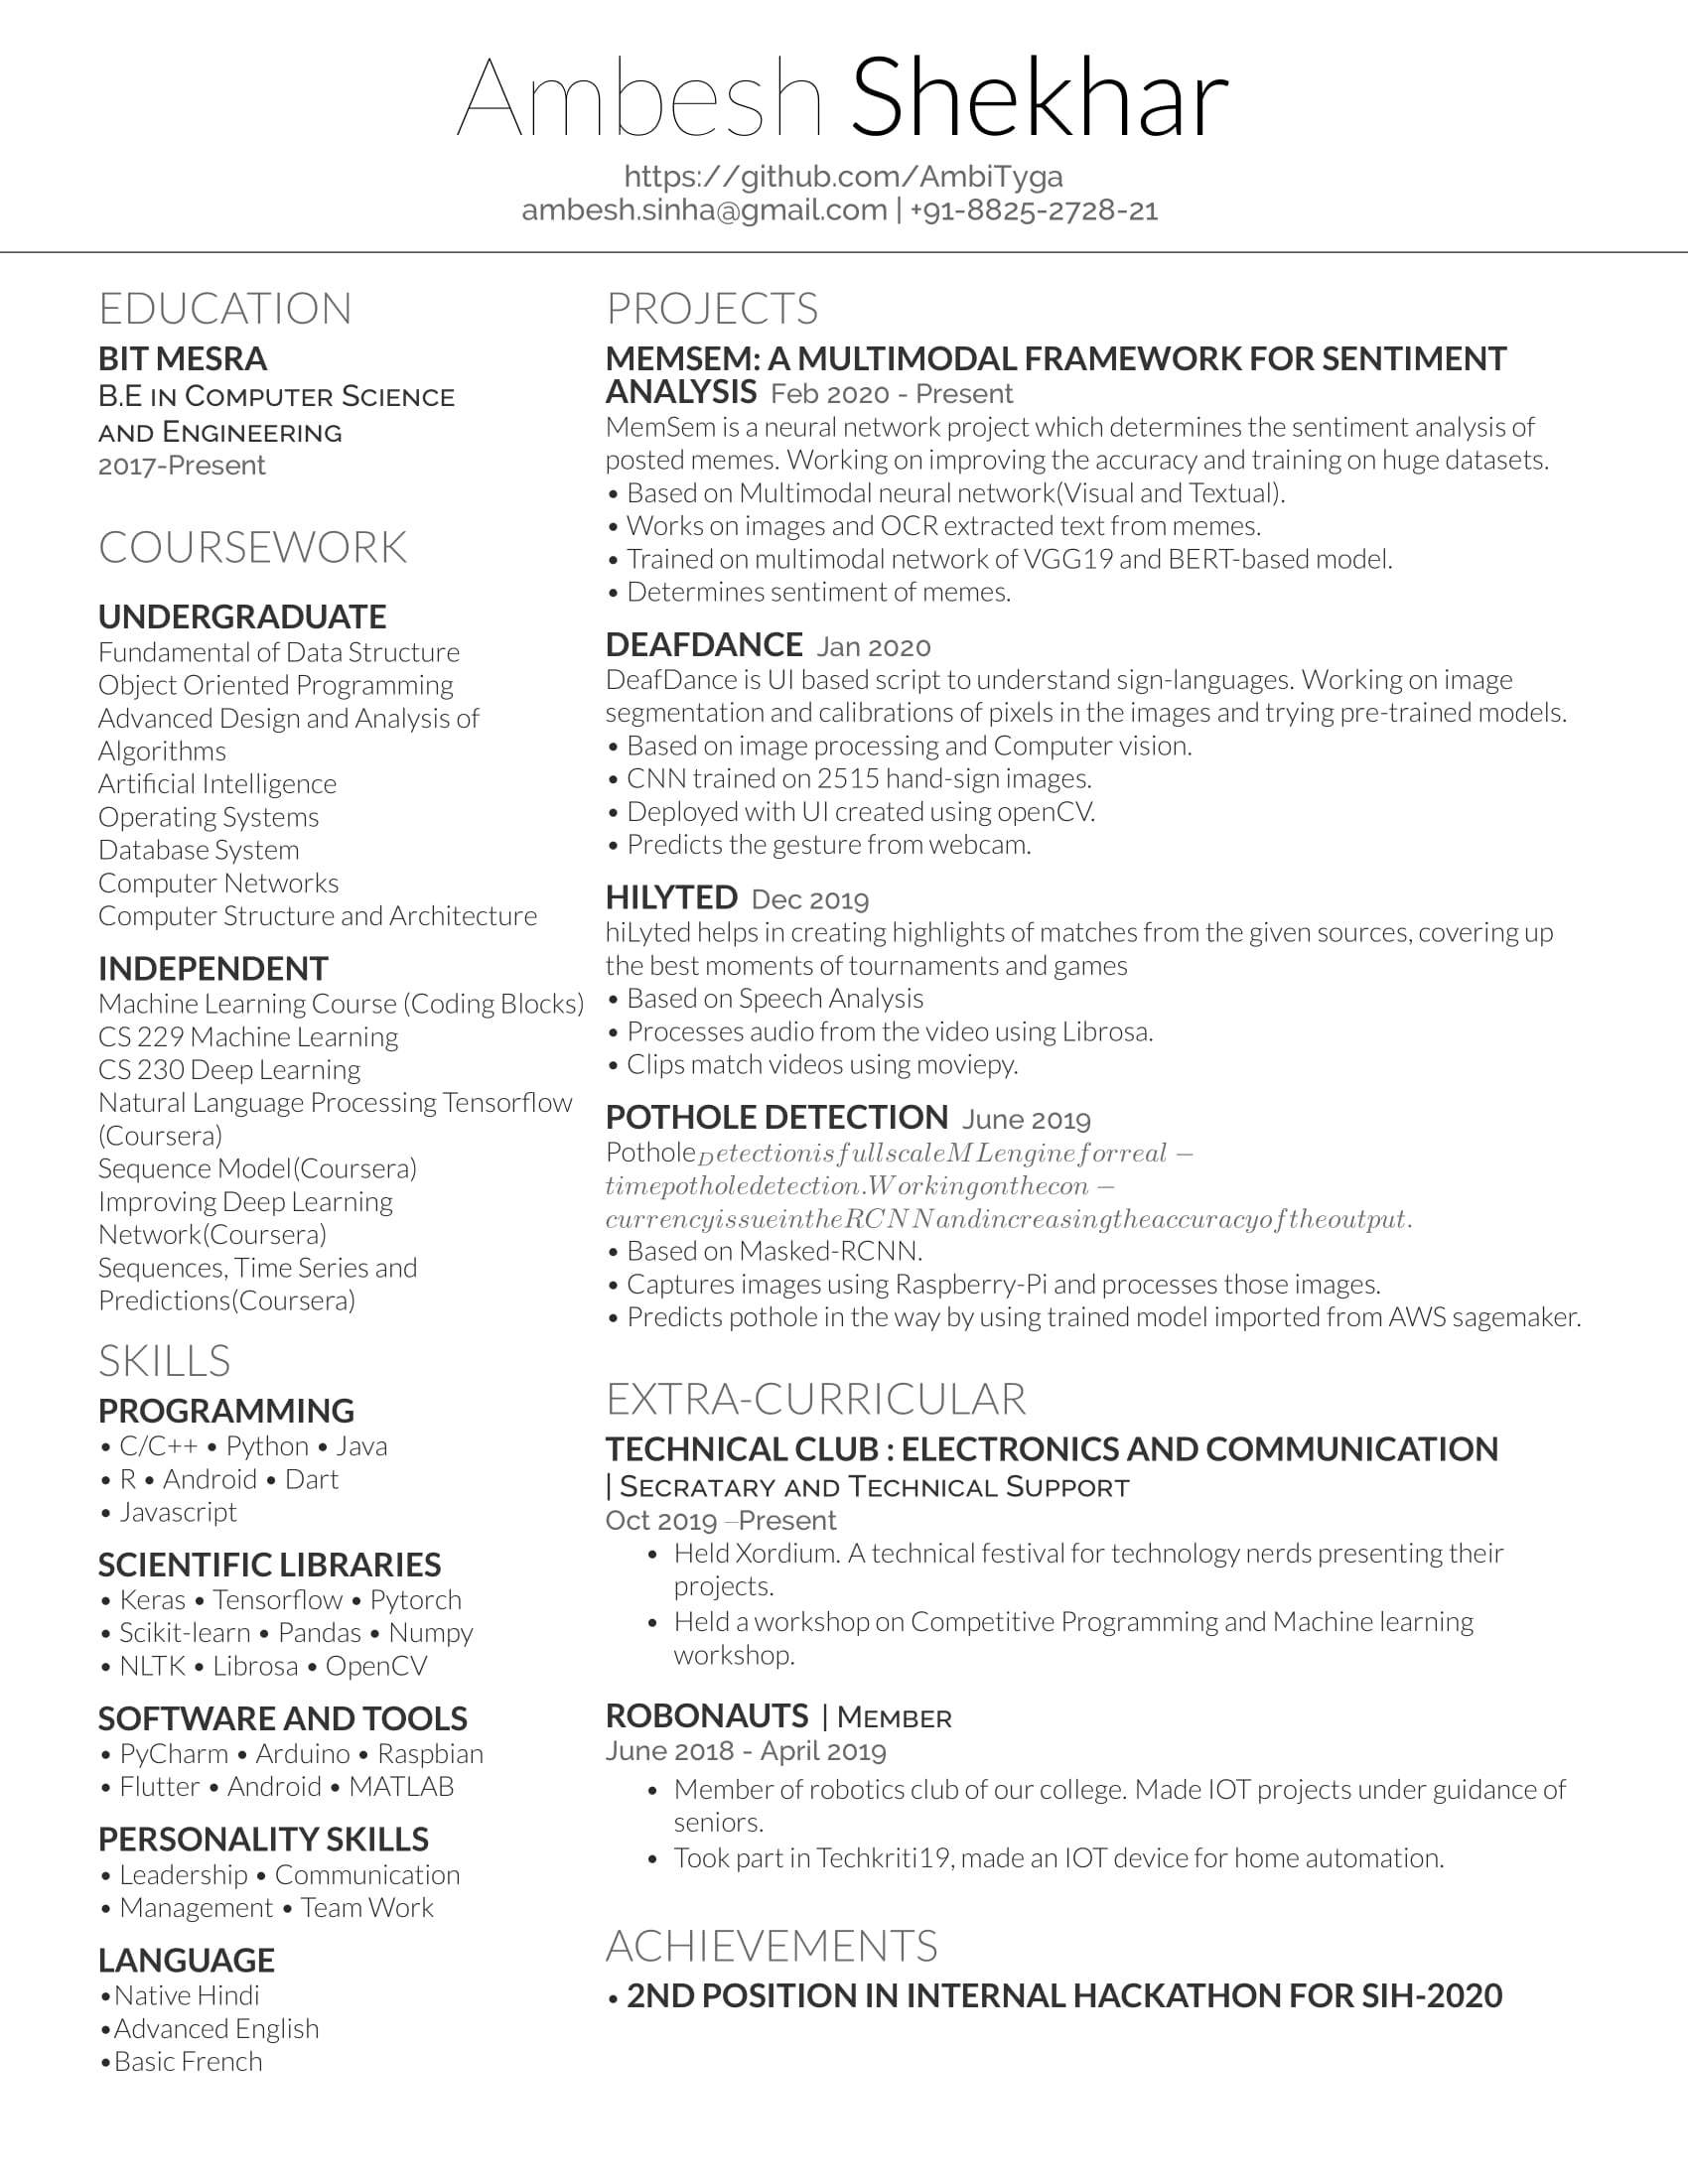 Ambesh Shekhar
https://github.com/AmbiTyga
ambesh.sinha@gmail.com | +91-8825-2728-21
EDUCATION
BIT MESRA
B.E in Computer Science
and Engineering
2017-Present
COURSEWORK
UNDERGRADUATE
Fundamental of Data Structure
Object Oriented Programming
Advanced Design and Analysis of
Algorithms
Artificial Intelligence
Operating Systems
Database System
Computer Networks
Computer Structure and Architecture
INDEPENDENT
Machine Learning Course (Coding Blocks)
CS 229 Machine Learning
CS 230 Deep Learning
Natural Language Processing Tensorflow
(Coursera)
Sequence Model(Coursera)
Improving Deep Learning
Network(Coursera)
Sequences, Time Series and
Predictions(Coursera)
SKILLS
PROGRAMMING
• C/C++ • Python • Java
• R • Android • Dart
• Javascript
SCIENTIFIC LIBRARIES
• Keras • Tensorflow • Pytorch
• Scikit-learn • Pandas • Numpy
• NLTK • Librosa • OpenCV
SOFTWARE AND TOOLS
• PyCharm • Arduino • Raspbian
• Flutter • Android • MATLAB
PERSONALITY SKILLS
• Leadership • Communication
• Management • Team Work
LANGUAGE
•Native Hindi
•Advanced English
•Basic French
PROJECTS
MEMSEM: A MULTIMODAL FRAMEWORK FOR SENTIMENT
ANALYSIS Feb 2020 - Present
MemSem is a neural network project which determines the sentiment analysis of
posted memes. Working on improving the accuracy and training on huge datasets.
• Based on Multimodal neural network(Visual and Textual).
• Works on images and OCR extracted text from memes.
• Trained on multimodal network of VGG19 and BERT-based model.
• Determines sentiment of memes.
DEAFDANCE Jan 2020
DeafDance is UI based script to understand sign-languages. Working on image
segmentation and calibrations of pixels in the images and trying pre-trained models.
• Based on image processing and Computer vision.
• CNN trained on 2515 hand-sign images.
• Deployed with UI created using openCV.
• Predicts the gesture from webcam.
HILYTED Dec 2019
hiLyted helps in creating highlights of matches from the given sources, covering up
the best moments of tournaments and games
• Based on Speech Analysis
• Processes audio from the video using Librosa.
• Clips match videos using moviepy.
POTHOLE DETECTION June 2019
PotholeDetectionisfullscaleMLengineforreal−
timepotholedetection.Workingonthecon−
currencyissueintheRCNNandincreasingtheaccuracyoftheoutput.
• Based on Masked-RCNN.
• Captures images using Raspberry-Pi and processes those images.
• Predicts pothole in the way by using trained model imported from AWS sagemaker.
EXTRA-CURRICULAR
TECHNICAL CLUB : ELECTRONICS AND COMMUNICATION
| Secratary and Technical Support
Oct 2019 –Present
• Held Xordium. A technical festival for technology nerds presenting their
projects.
• Held a workshop on Competitive Programming and Machine learning
workshop.
ROBONAUTS | Member
June 2018 - April 2019
• Member of robotics club of our college. Made IOT projects under guidance of
seniors.
• Took part in Techkriti19, made an IOT device for home automation.
ACHIEVEMENTS
• 2ND POSITION IN INTERNAL HACKATHON FOR SIH-2020